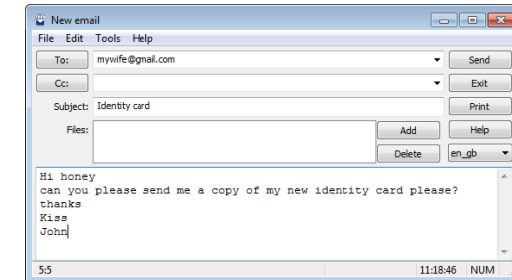 New email
File Edit Tools Help
To: mywife@gmail.com Send
Cc: Exit
Subject: Identity card Print
Files: Add Help
Delete en_gb
Hi honey
can you please send me a copy of my new identity card please?
thanks
Kiss
John
5:5 11:18:46 NUM